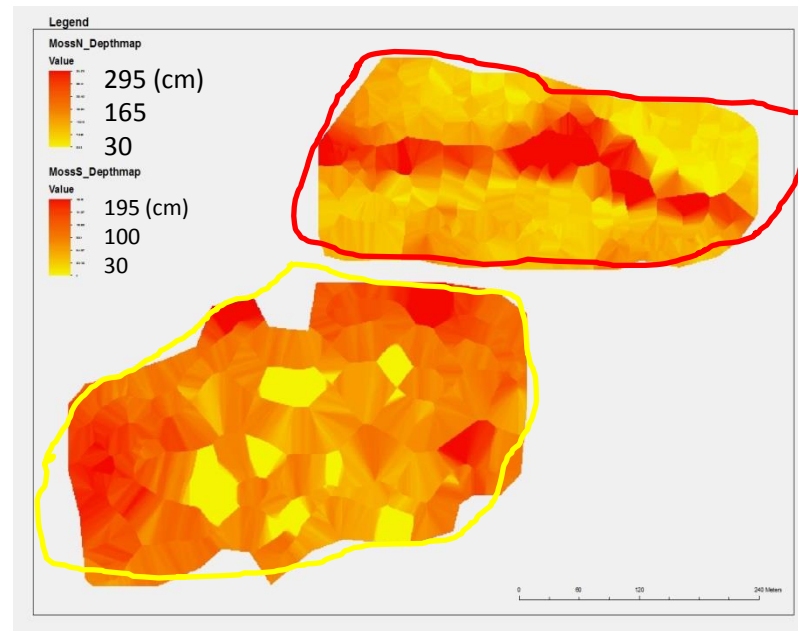 Legend
MossN_Depthmap
Value
295 (cm)
165
30
MossS_Depthmap
Value
195 (cm)
100
30
0 60 120 240 Meters